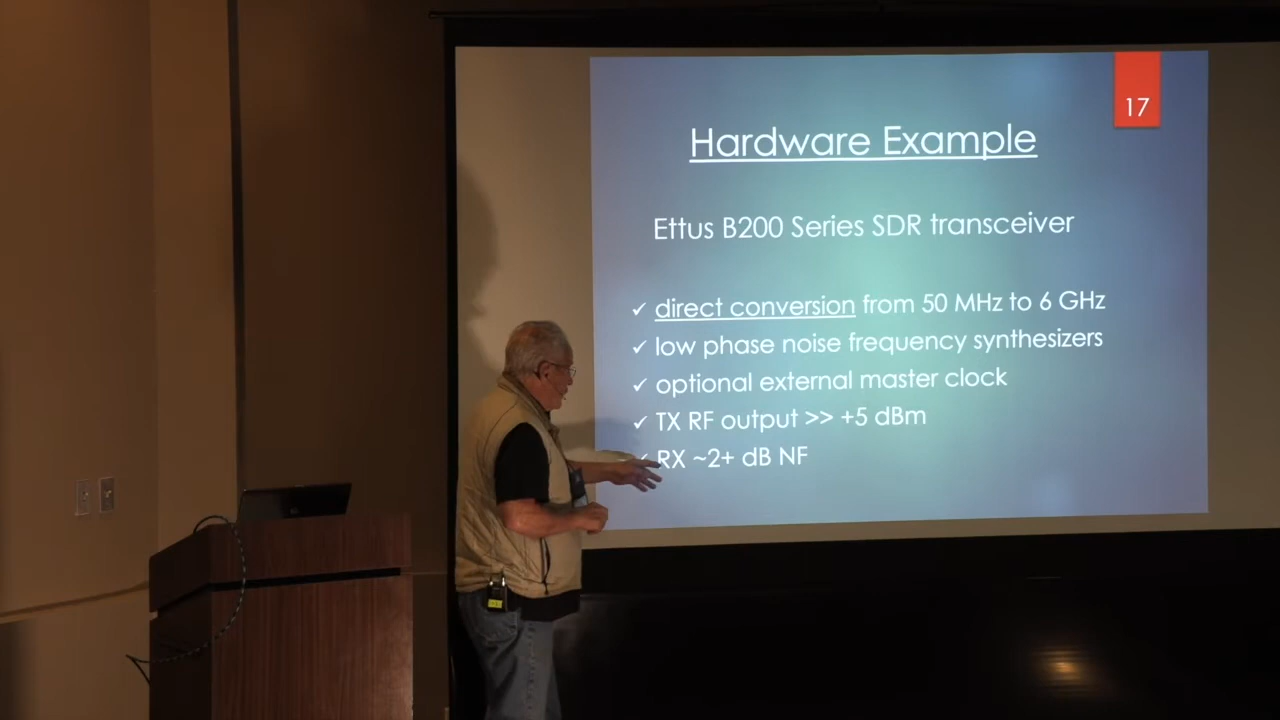 17
Hardware Example
Ettus B200 Series SDR transceiver
✓ direct conversion from 50 MHz to 6 GHz
✓ low phase noise frequency synthesizers
✓ optional external master clock
✓ TX RF output >> +5 dBm
✓ RX ~2+ dB NF